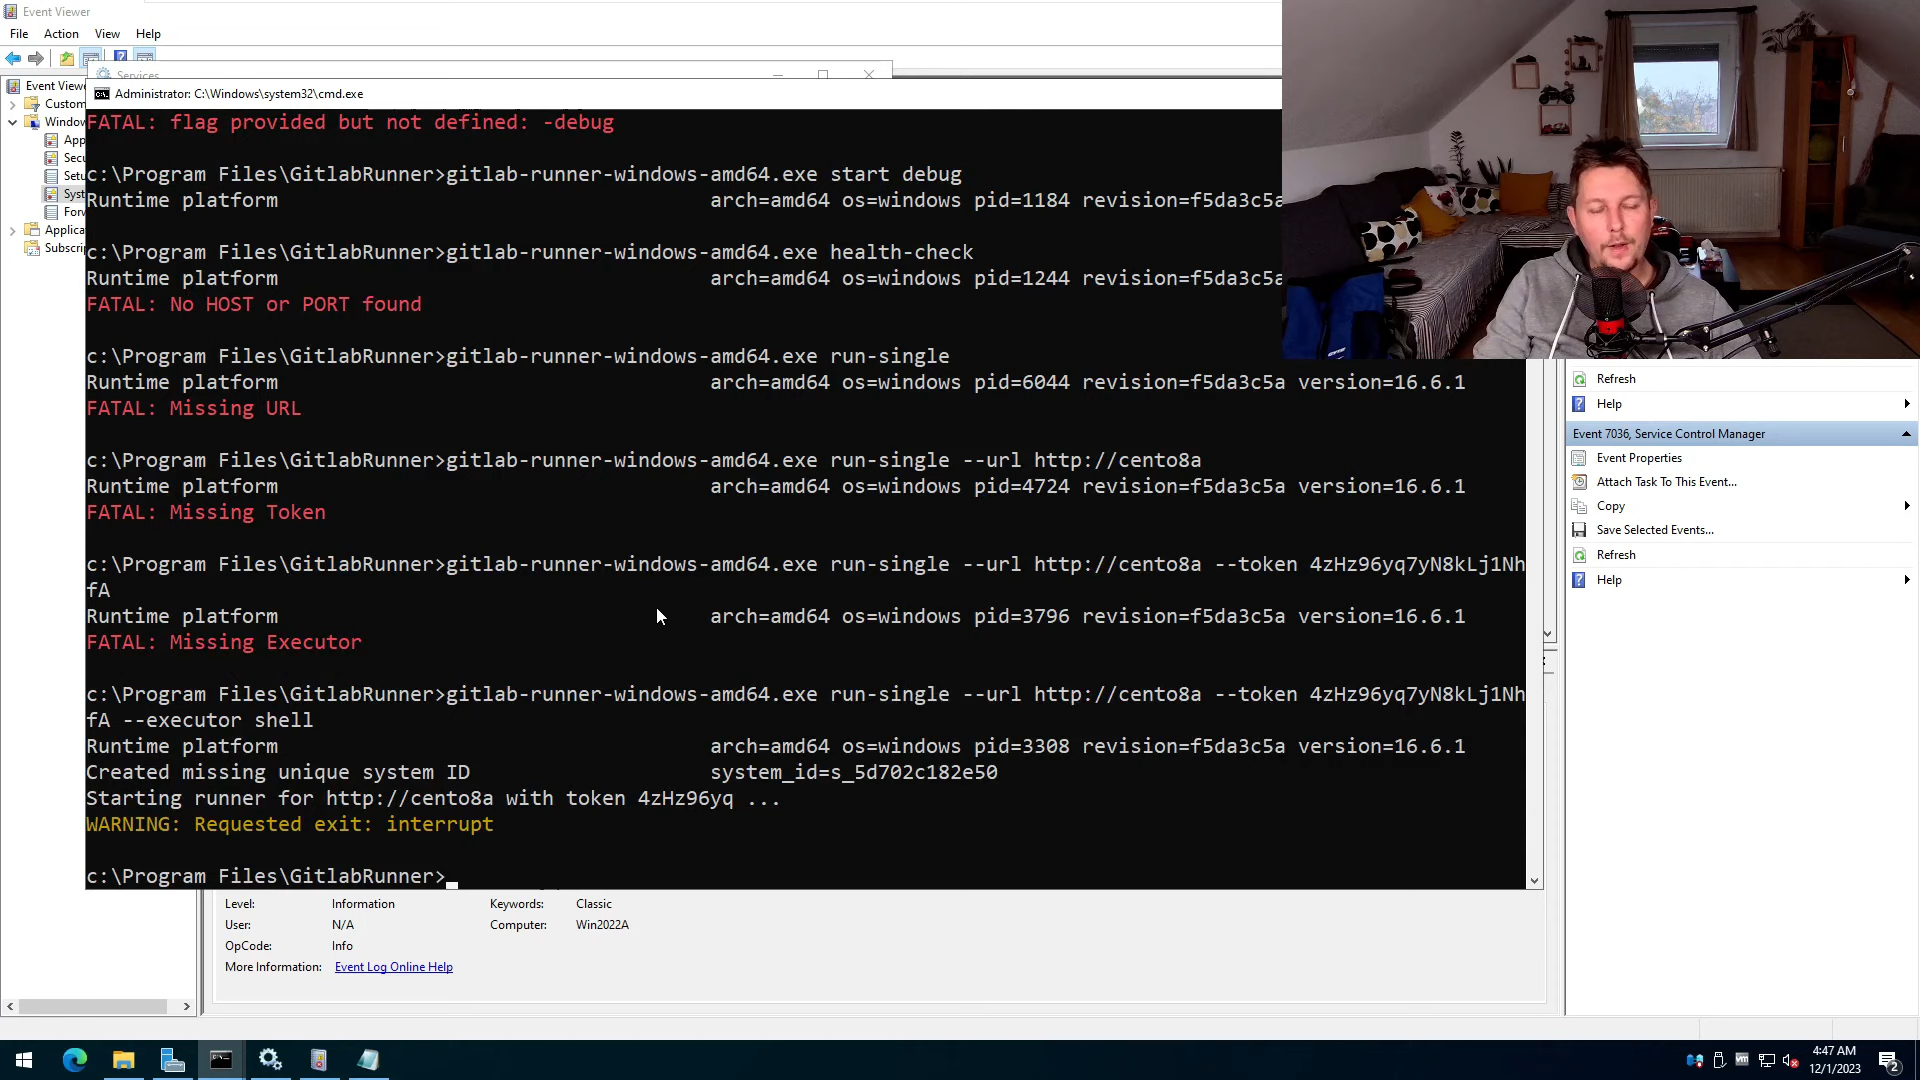 Event Viewer
File Action View Help
Services
Event Viewe
Custom
Windov
App
Secu
Setu
Syst
Forv
Applica
Subscrip
Administrator: C:\Windows\system32\cmd.exe
FATAL: flag provided but not defined: -debug
c:\Program Files\GitlabRunner>gitlab-runner-windows-amd64.exe start debug
Runtime platform arch=amd64 os=windows pid=1184 revision=f5da3c5a
c:\Program Files\GitlabRunner>gitlab-runner-windows-amd64.exe health-check
Runtime platform arch=amd64 os=windows pid=1244 revision=f5da3c5a
FATAL: No HOST or PORT found
c:\Program Files\GitlabRunner>gitlab-runner-windows-amd64.exe run-single
Runtime platform arch=amd64 os=windows pid=6044 revision=f5da3c5a version=16.6.1
FATAL: Missing URL
c:\Program Files\GitlabRunner>gitlab-runner-windows-amd64.exe run-single --url http://cento8a
Runtime platform arch=amd64 os=windows pid=4724 revision=f5da3c5a version=16.6.1
FATAL: Missing Token
c:\Program Files\GitlabRunner>gitlab-runner-windows-amd64.exe run-single --url http://cento8a --token 4zHz96yq7yN8kLj1Nh
fA
Runtime platform arch=amd64 os=windows pid=3796 revision=f5da3c5a version=16.6.1
FATAL: Missing Executor
c:\Program Files\GitlabRunner>gitlab-runner-windows-amd64.exe run-single --url http://cento8a --token 4zHz96yq7yN8kLj1Nh
fA --executor shell
Runtime platform arch=amd64 os=windows pid=3308 revision=f5da3c5a version=16.6.1
Created missing unique system ID system_id=s_5d702c182e50
Starting runner for http://cento8a with token 4zHz96yq ...
WARNING: Requested exit: interrupt
c:\Program Files\GitlabRunner>
Level: Information Keywords: Classic
User: N/A Computer: Win2022A
OpCode: Info
More Information: Event Log Online Help
Refresh
Help
Event 7036, Service Control Manager
Event Properties
Attach Task To This Event...
Copy
Save Selected Events...
Refresh
Help
4:47 AM
12/1/2023
2